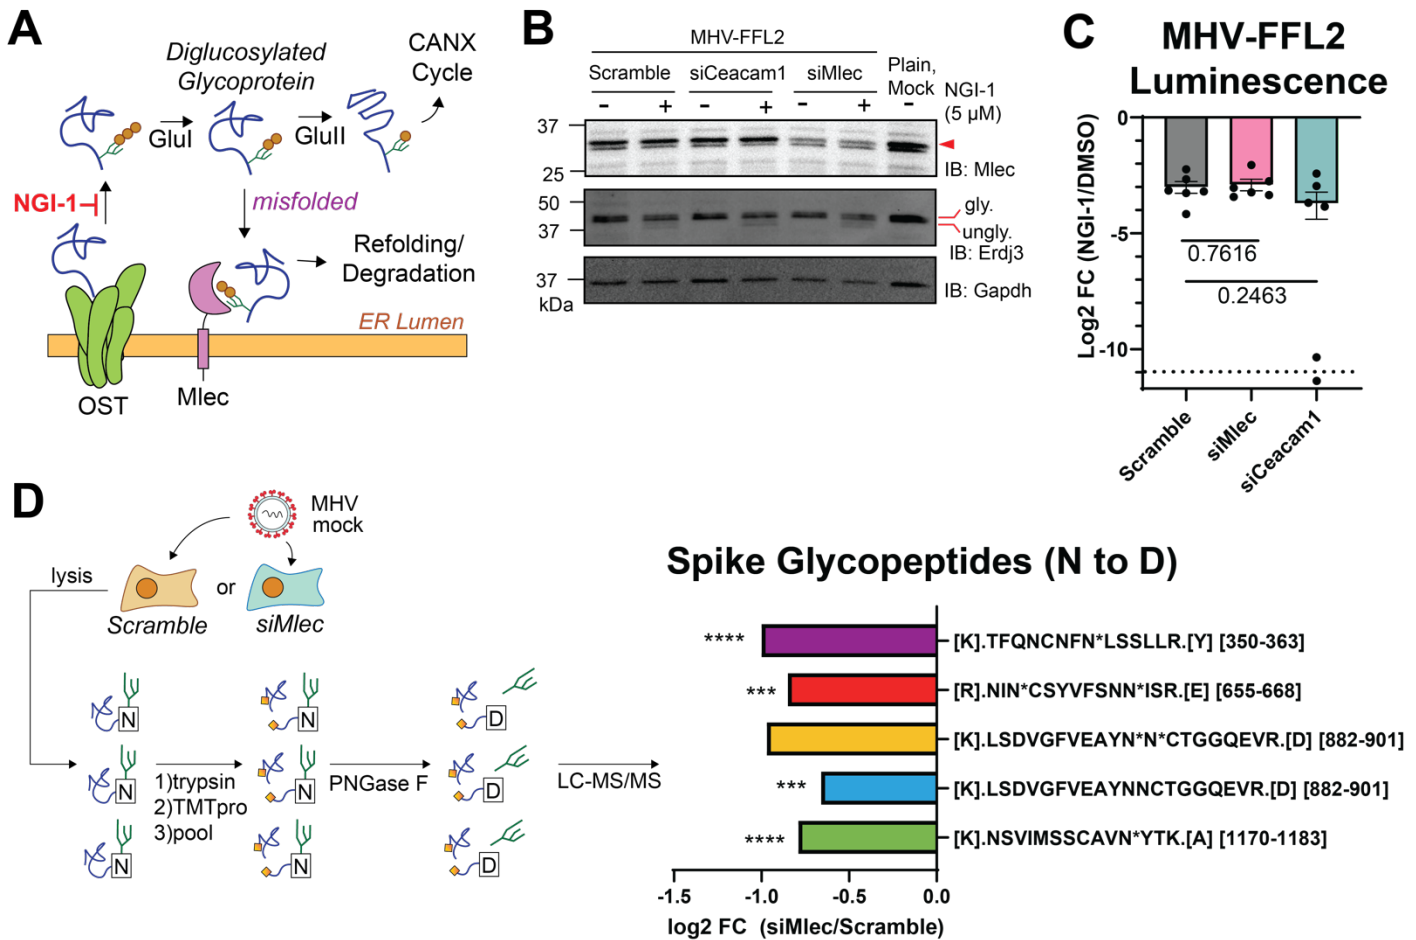 A
Diglucosylated
Glycoprotein
CANX
Cycle
GluI
GluII
NGI-1
misfolded
Refolding/
Degradation
ER Lumen
OST
Mlec
B
MHV-FFL2
Scramble siCeacam1 siMlec Plain,
Mock
- + - + - + - NGI-1
(5 µM)
37
25
IB: Mlec
50
37
gly.
ungly.
IB: Erdj3
37
kDa
IB: Gapdh
C
MHV-FFL2
Luminescence
Log2 FC (NGI-1/DMSO)
0
-5
-10
0.7616
0.2463
Scramble
siMlec
siCeacam1
D
MHV
mock
lysis
or
Scramble
siMlec
N N D
N N D
N N D
1)trypsin
2)TMTpro
3)pool
PNGase F
LC-MS/MS
Spike Glycopeptides (N to D)
**** [K].TFQNCNFN*LSSLLR.[Y] [350-363]
*** [R].NIN*CSYVFSNN*ISR.[E] [655-668]
[K].LSDVGFVEAYN*N*CTGGQEVR.[D] [882-901]
*** [K].LSDVGFVEAYNNCTGGQEVR.[D] [882-901]
**** [K].NSVIMSSCAVN*YTK.[A] [1170-1183]
-1.5 -1.0 -0.5 0.0
log2 FC (siMlec/Scramble)